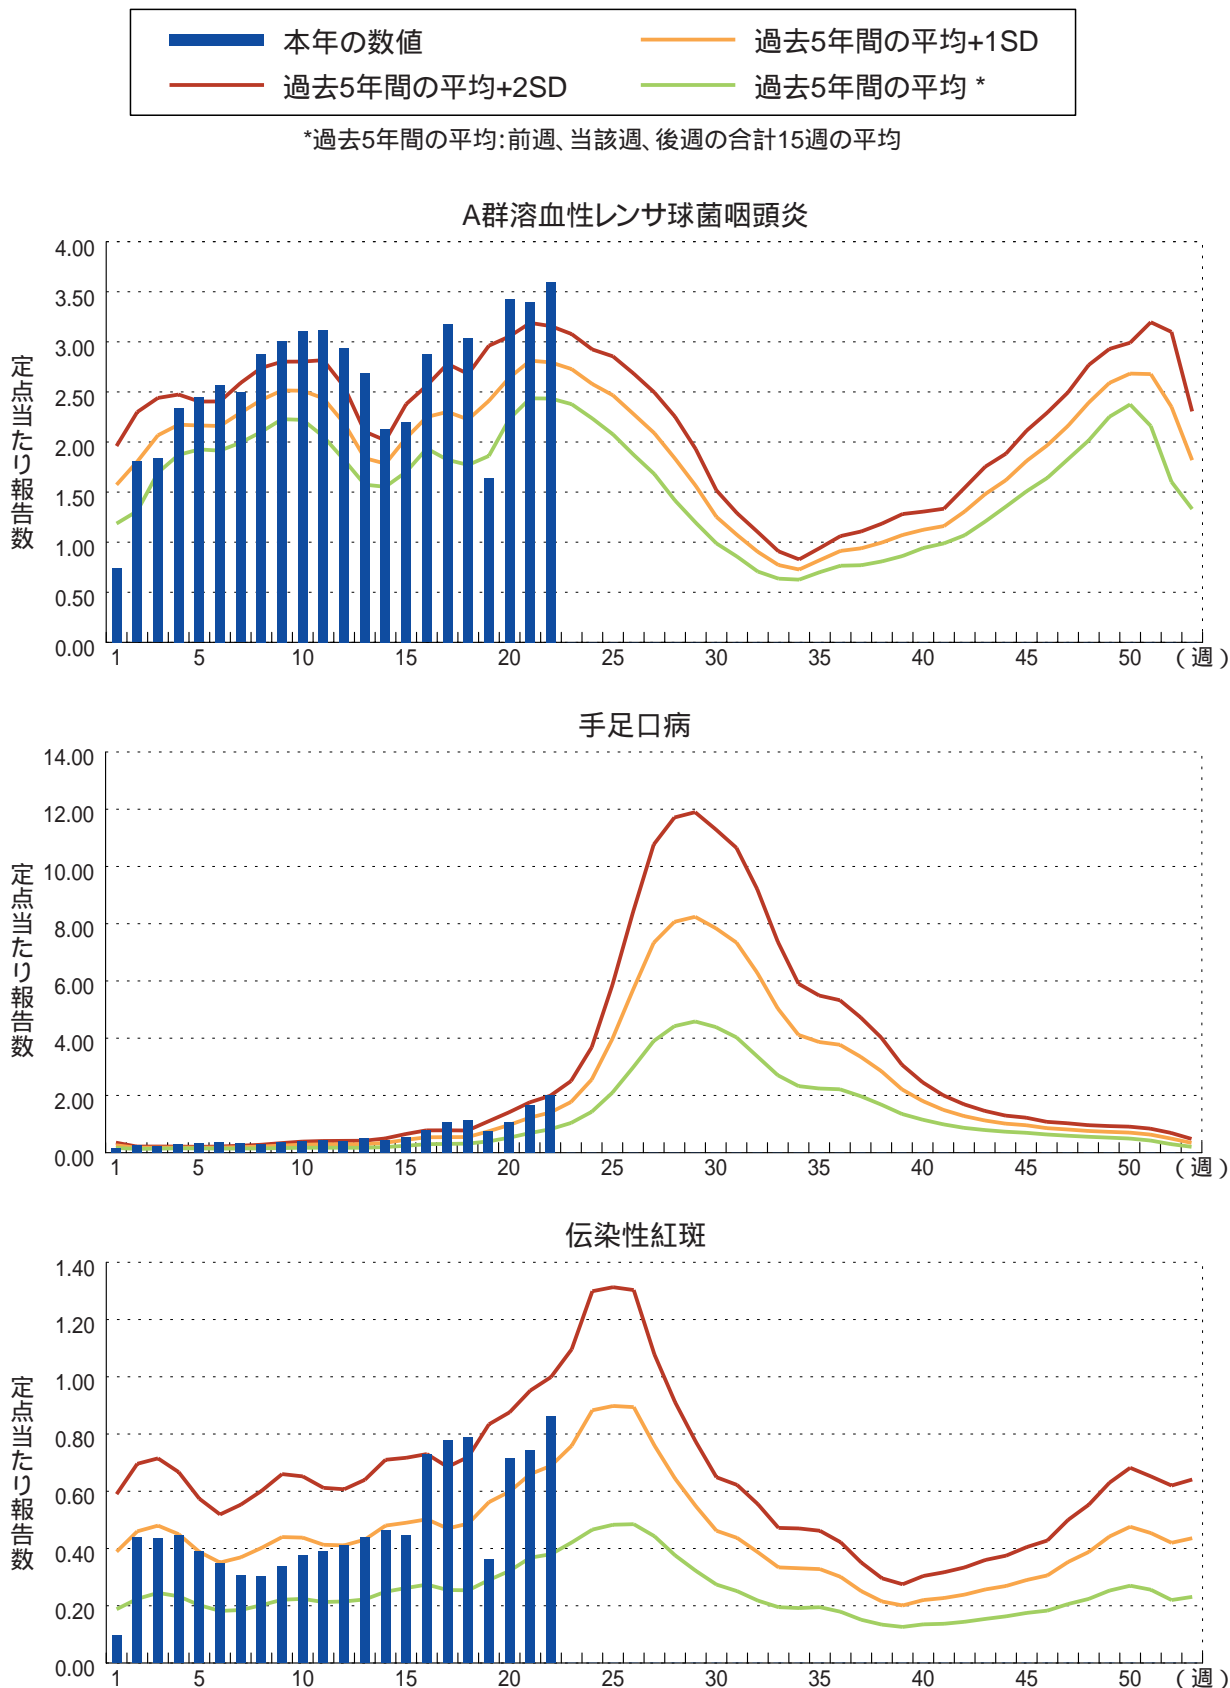 本年の数値 過去5年間の平均+1SD
過去5年間の平均+2SD 過去5年間の平均 *
*過去5年間の平均:前週、当該週、後週の合計15週の平均
A群溶血性レンサ球菌咽頭炎
定点当たり報告数
4.00
3.50
3.00
2.50
2.00
1.50
1.00
0.50
0.00
1 5 10 15 20 25 30 35 40 45 50 (週)
手足口病
定点当たり報告数
14.00
12.00
10.00
8.00
6.00
4.00
2.00
0.00
1 5 10 15 20 25 30 35 40 45 50 (週)
伝染性紅斑
定点当たり報告数
1.40
1.20
1.00
0.80
0.60
0.40
0.20
0.00
1 5 10 15 20 25 30 35 40 45 50 (週)